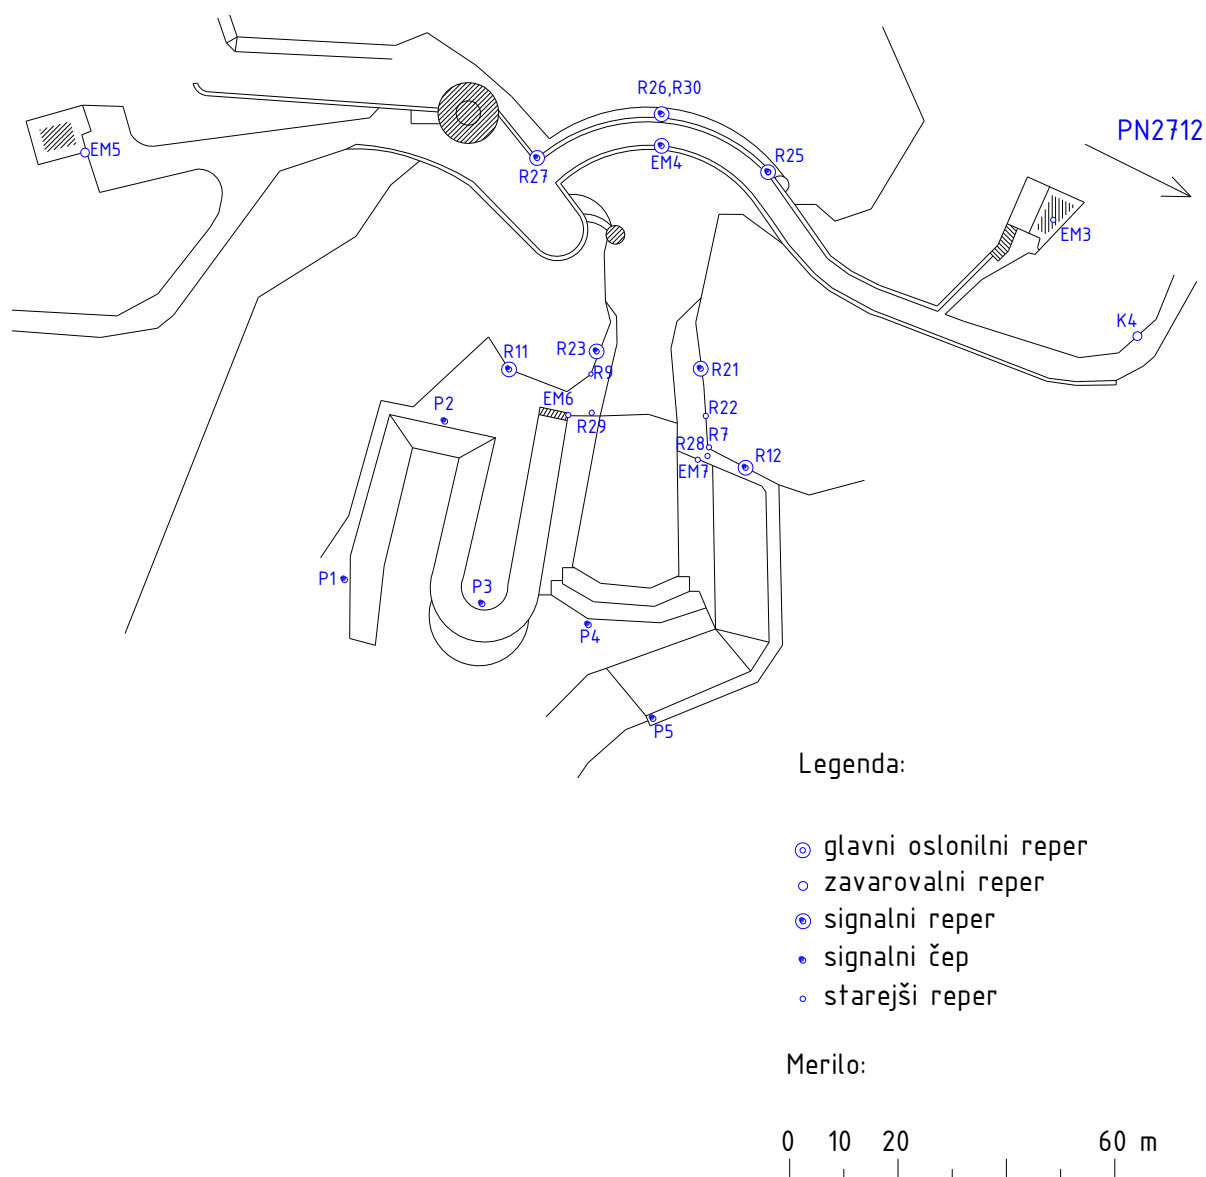 R26,R30
PN2712
EM5
R27
EM4
R25
EM3
K4
R11
R23
R9
R21
P2
EM6
R29
R22
R28
R7
EM7
R12
P1
P3
P4
P5
Legenda:
glavni oslonilni reper
zavarovalni reper
signalni reper
signalni čep
starejši reper
Merilo:
0 10 20 60 m